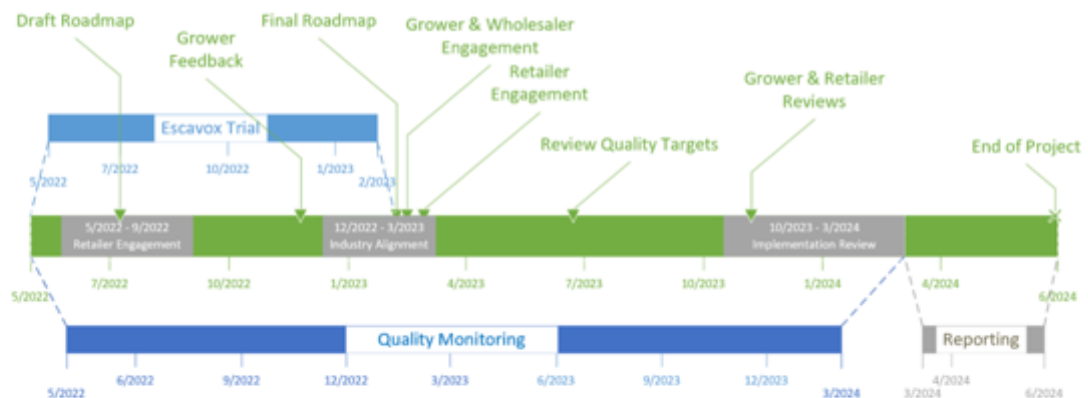 Draft Roadmap
Final Roadmap
Grower & Wholesaler
Engagement
Grower
Feedback
Retailer
Engagement
Grower & Retailer
Reviews
Escavox Trial
Review Quality Targets
End of Project
5/2022
7/2022
10/2022
1/2023
2/2023
5/2022 - 9/2022
Retailer Engagement
12/2022 - 3/2023
Industry Alignment
10/2023 - 3/2024
Implementation Review
5/2022
7/2022
10/2022
1/2023
4/2023
7/2023
10/2023
1/2024
4/2024
6/2024
Quality Monitoring
Reporting
5/2022
6/2022
9/2022
12/2022
3/2023
6/2023
9/2023
12/2023
3/2024
3/2024
4/2024
6/2024